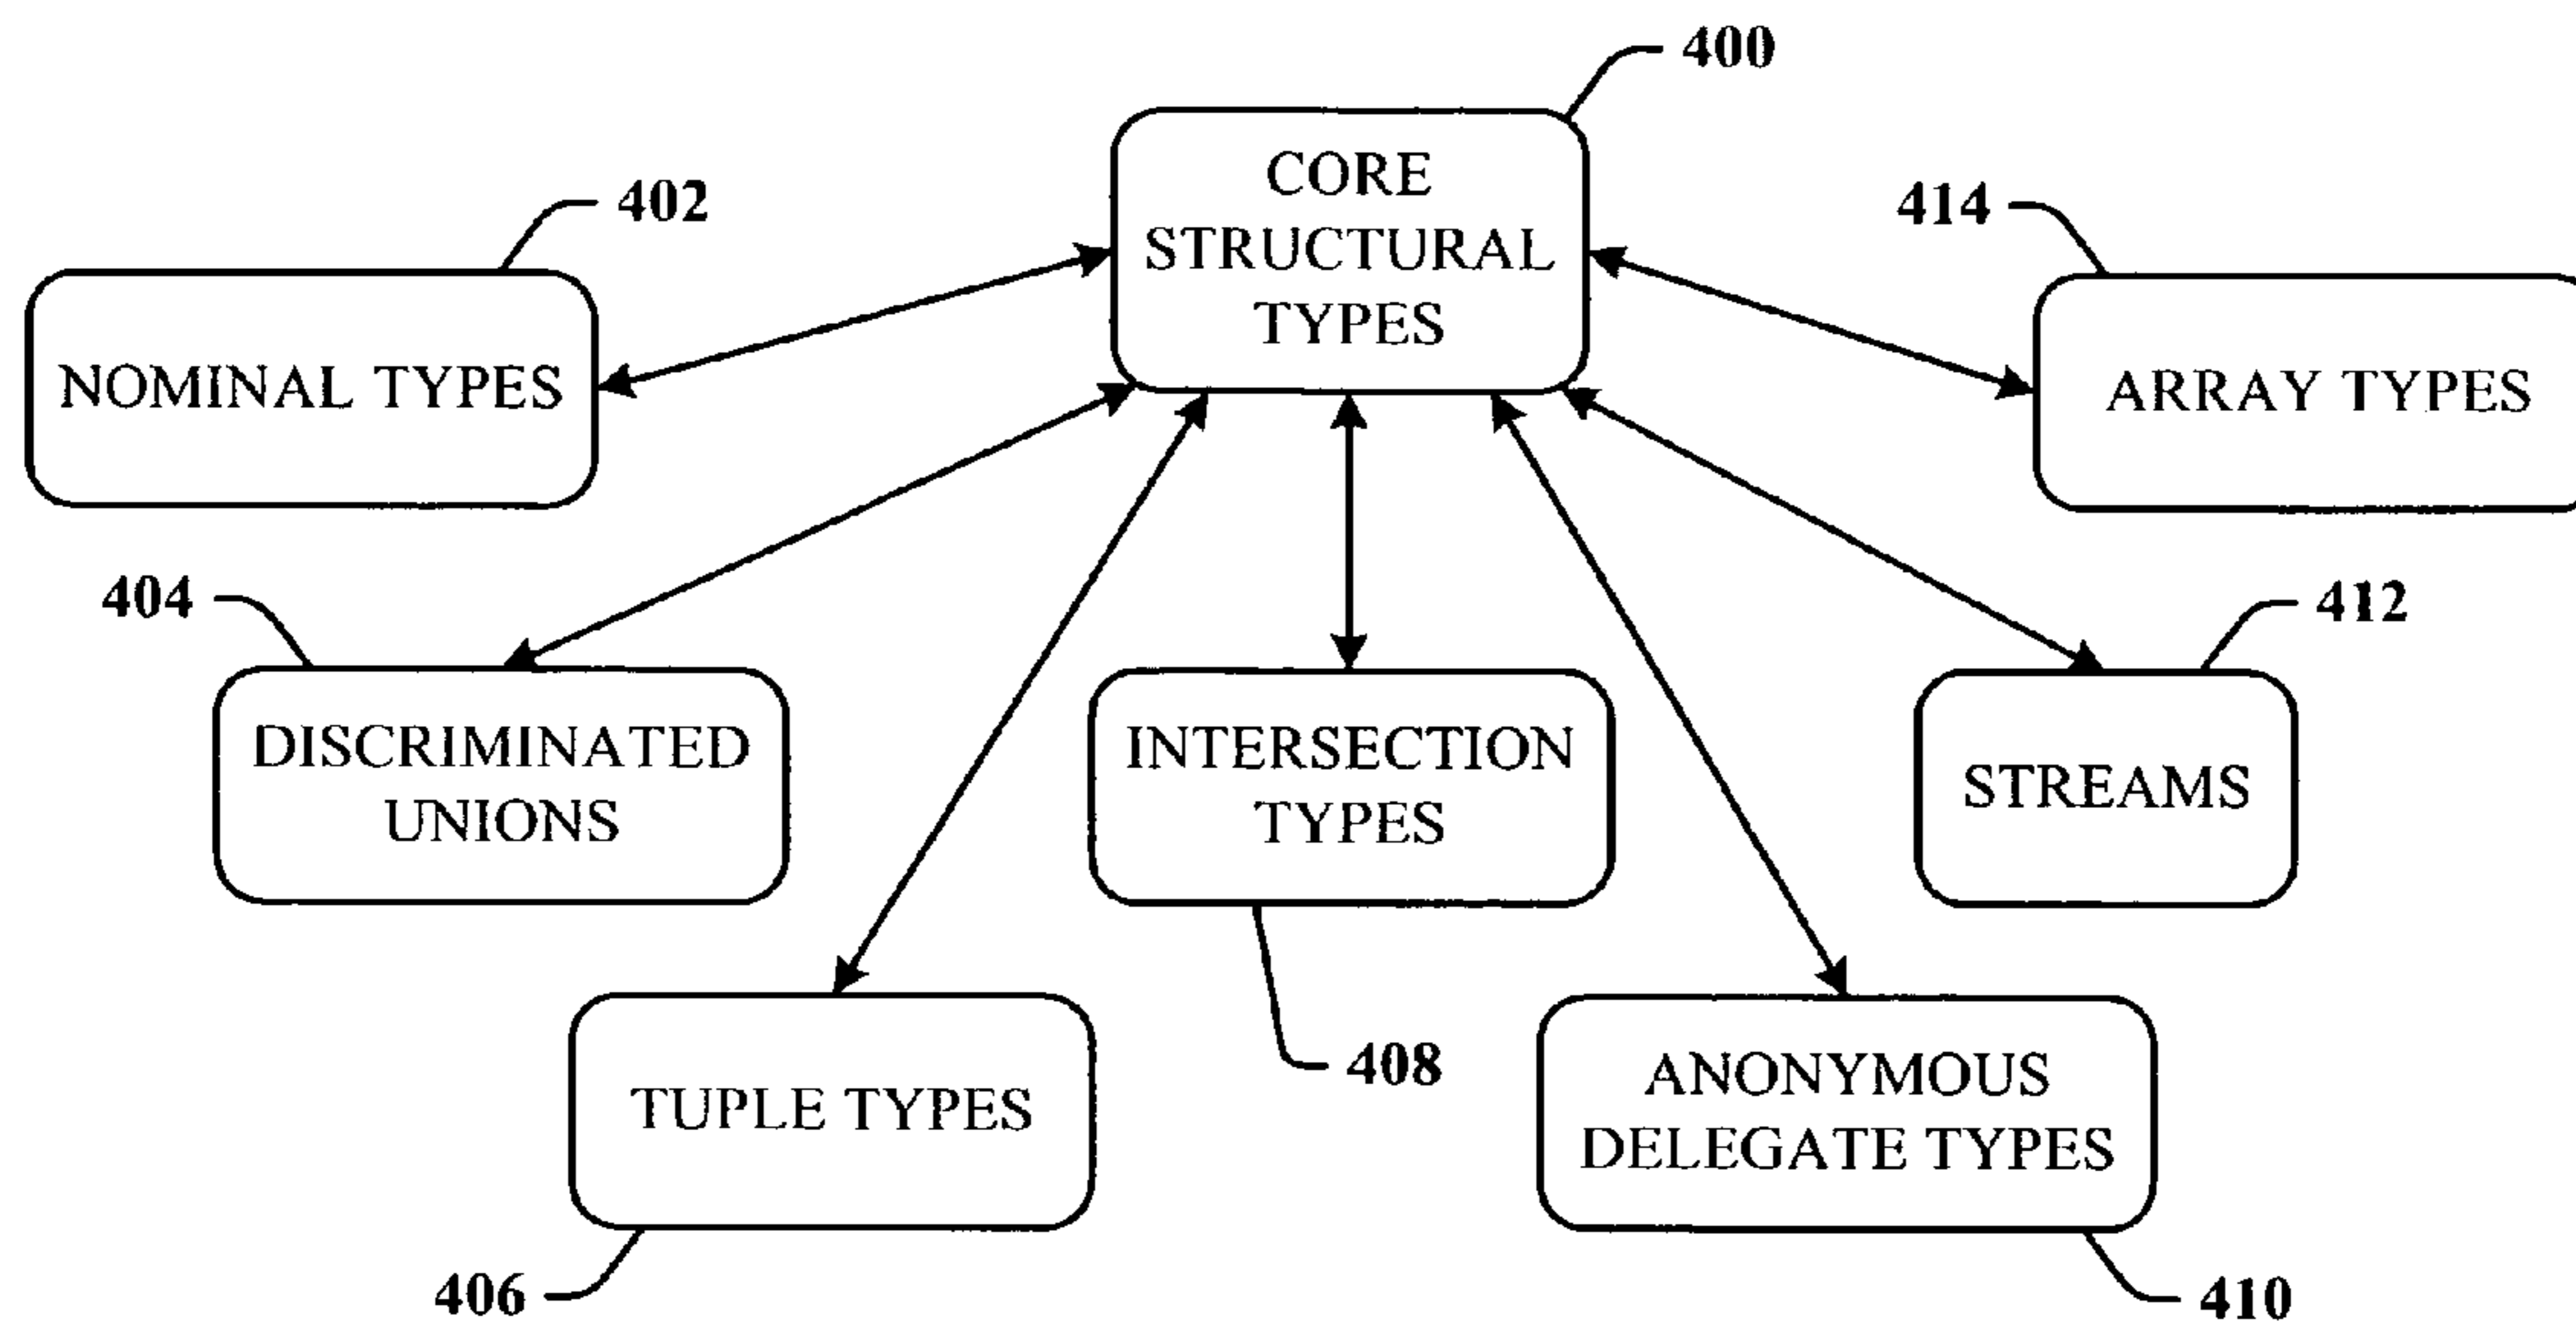 400
CORE
STRUCTURAL
TYPES
402
414
NOMINAL TYPES
ARRAY TYPES
404
412
DISCRIMINATED
UNIONS
INTERSECTION
TYPES
STREAMS
408
TUPLE TYPES
ANONYMOUS
DELEGATE TYPES
406
410